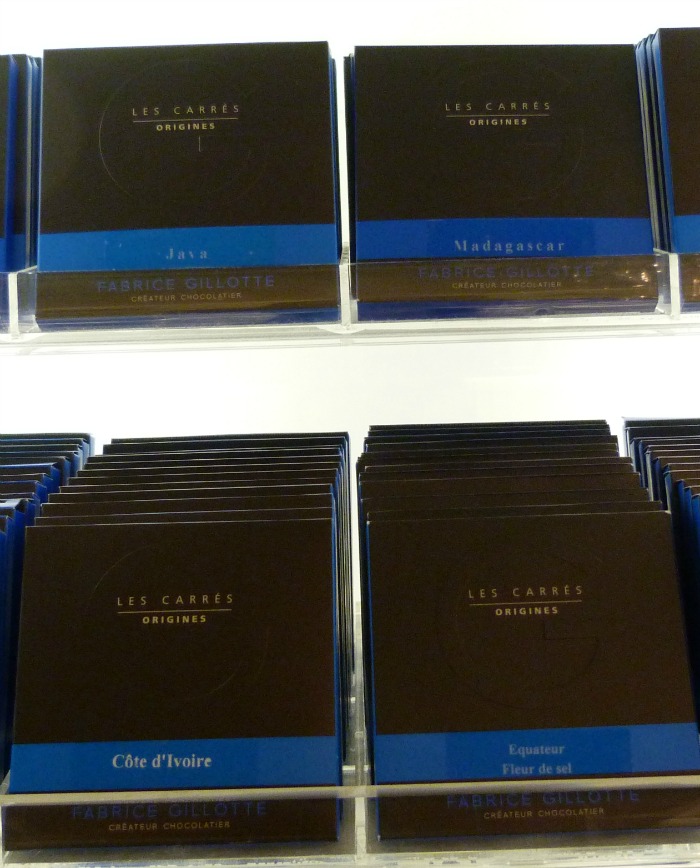 LES CARRÉS
ORIGINES
Java
FABRICE GILLOTTE
CRÉATEUR CHOCOLATIER
LES CARRÉS
ORIGINES
Madagascar
FABRICE GILLOTTE
CRÉATEUR CHOCOLATIER
LES CARRÉS
ORIGINES
Côte d'Ivoire
FABRICE GILLOTTE
CRÉATEUR CHOCOLATIER
LES CARRÉS
ORIGINES
Equateur
Fleur de sel
FABRICE GILLOTTE
CRÉATEUR CHOCOLATIER